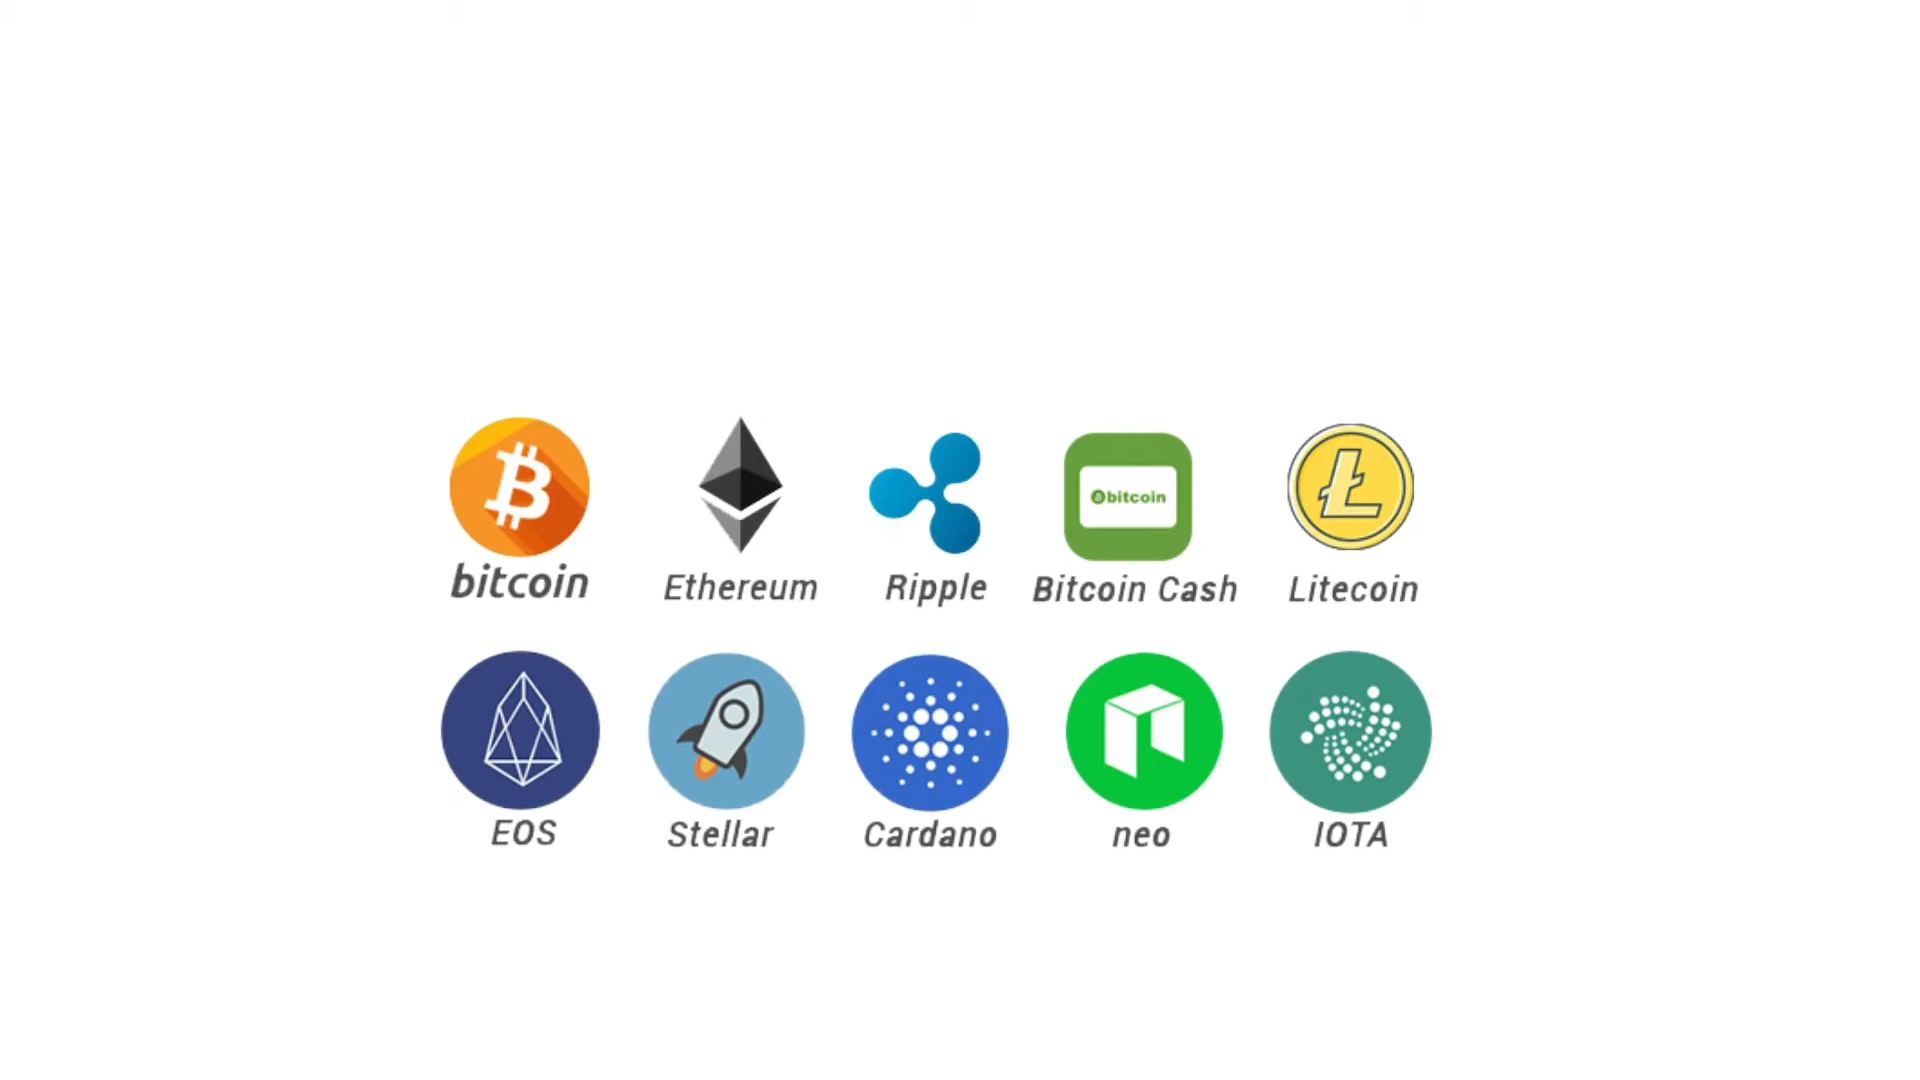 bitcoin
bitcoin Ethereum Ripple Bitcoin Cash Litecoin
EOS Stellar Cardano neo IOTA